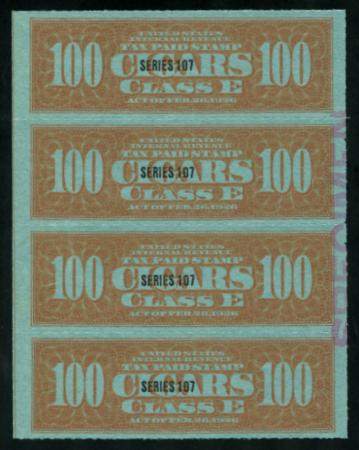 UNITED STATES
INTERNAL REVENUE
TAX PAID STAMP
100 CIGARS 100
SERIES 107
CLASS E
ACT OF FEB. 26, 1926
UNITED STATES
INTERNAL REVENUE
TAX PAID STAMP
100 CIGARS 100
SERIES 107
CLASS E
ACT OF FEB. 26, 1926
UNITED STATES
INTERNAL REVENUE
TAX PAID STAMP
100 CIGARS 100
SERIES 107
CLASS E
ACT OF FEB. 26, 1926
UNITED STATES
INTERNAL REVENUE
TAX PAID STAMP
100 CIGARS 100
SERIES 107
CLASS E
ACT OF FEB. 26, 1926
SPECIMEN